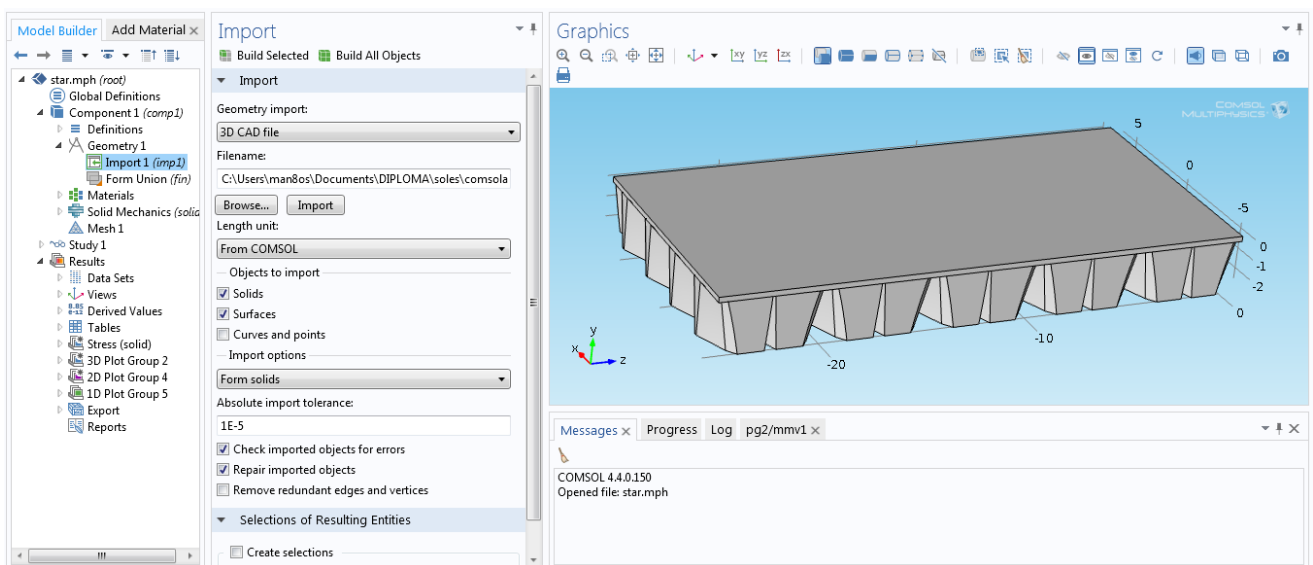 Model Builder
Add Material
star.mph (root)
Global Definitions
Component 1 (comp1)
Definitions
Geometry 1
Import 1 (imp1)
Form Union (fin)
Materials
Solid Mechanics (solid
Mesh 1
Study 1
Results
Data Sets
Views
8.85
e-12
Derived Values
Tables
Stress (solid)
3D Plot Group 2
2D Plot Group 4
1D Plot Group 5
Export
Reports
Import
Build Selected
Build All Objects
Import
Geometry import:
3D CAD file
Filename:
C:\Users\man8os\Documents\DIPLOMA\soles\comsola
Browse...
Import
Length unit:
From COMSOL
Objects to import
Solids
Surfaces
Curves and points
Import options
Form solids
Absolute import tolerance:
1E-5
Check imported objects for errors
Repair imported objects
Remove redundant edges and vertices
Selections of Resulting Entities
Create selections
Graphics
xy
yz
zx
COMSOL
MULTIPHYSICS
5
0
-5
0
-1
-2
0
-10
-20
y
x
z
Messages
Progress
Log
pg2/mmv1
COMSOL 4.4.0.150
Opened file: star.mph